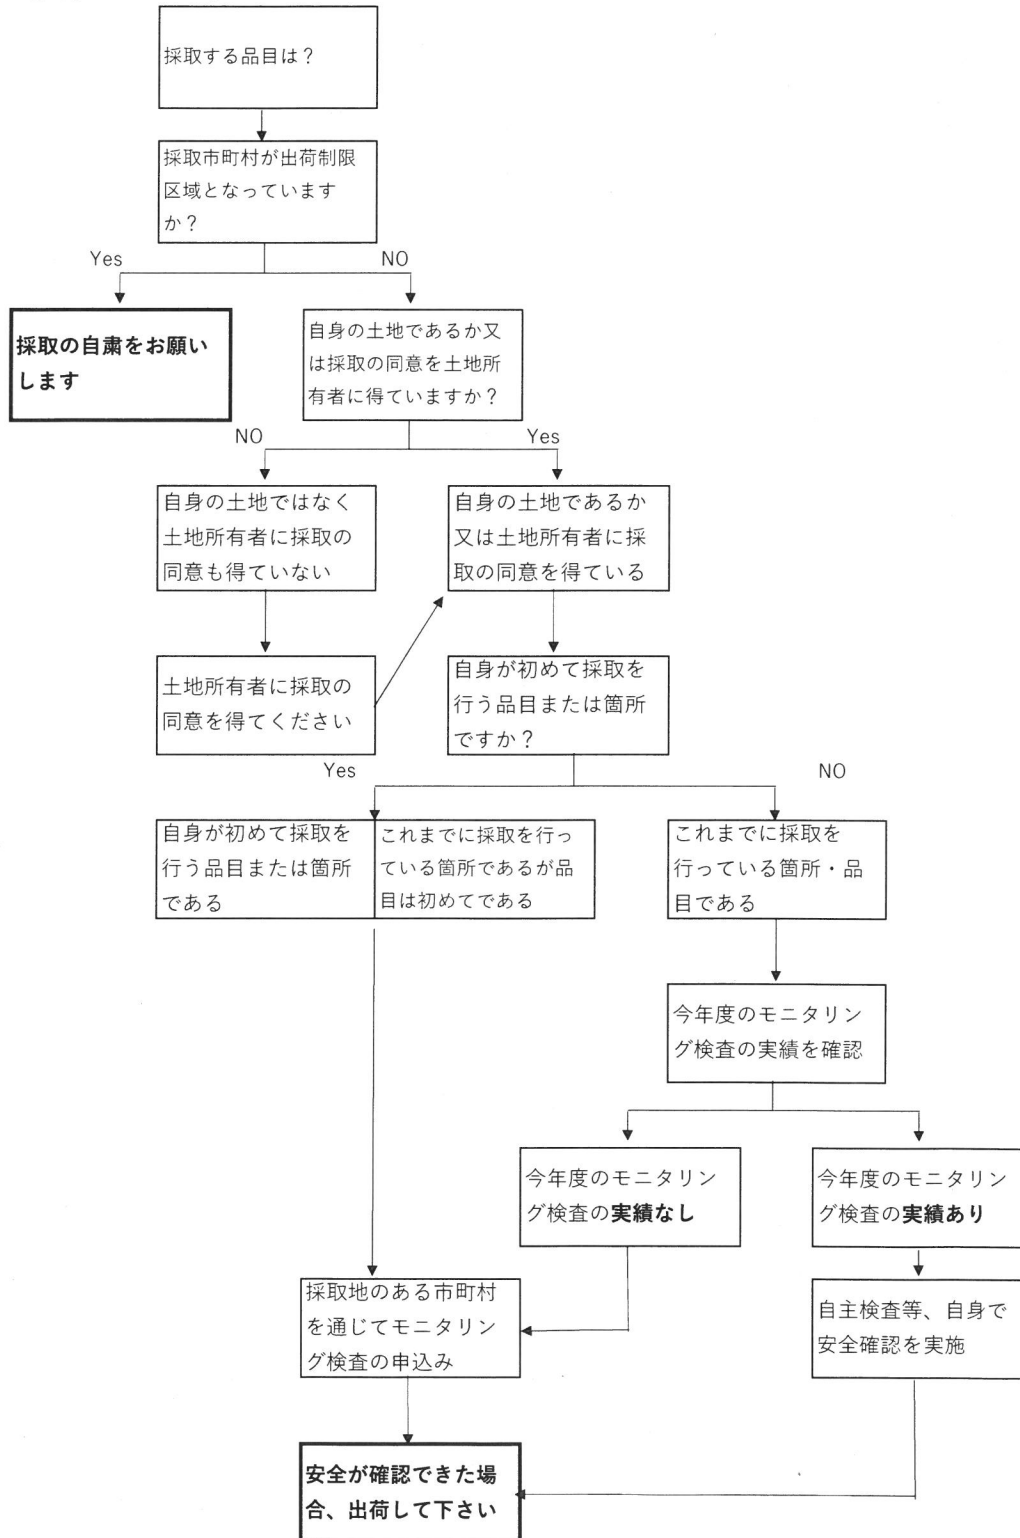 採取する品目は？
採取市町村が出荷制限
区域となっています
か？
Yes
NO
採取の自粛をお願い
します
自身の土地であるか又
は採取の同意を土地所
有者に得ていますか？
NO
Yes
自身の土地ではなく
土地所有者に採取の
同意も得ていない
自身の土地であるか
又は土地所有者に採
取の同意を得ている
土地所有者に採取の
同意を得てください
自身が初めて採取を
行う品目または箇所
ですか？
Yes
NO
自身が初めて採取を
行う品目または箇所
である
これまでに採取を行っ
ている箇所であるが品
目は初めてである
これまでに採取を
行っている箇所・品
目である
今年度のモニタリン
グ検査の実績を確認
今年度のモニタリン
グ検査の実績なし
今年度のモニタリン
グ検査の実績あり
採取地のある市町村
を通じてモニタリン
グ検査の申込み
自主検査等、自身で
安全確認を実施
安全が確認できた場
合、出荷して下さい